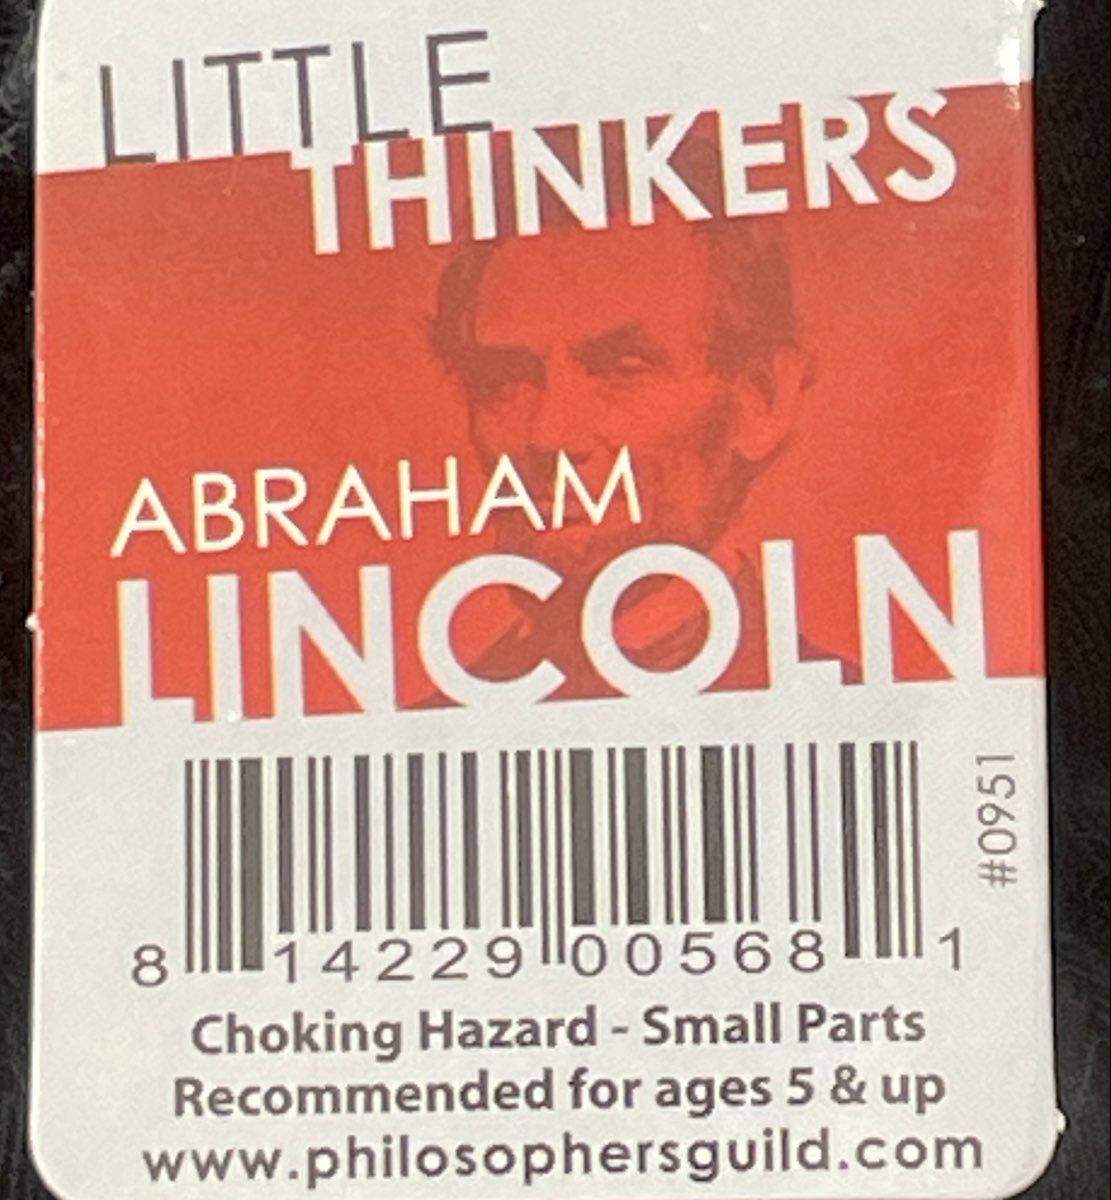 LITTLE
THINKERS
ABRAHAM
LINCOLN
#0951
8 14229 00568 1
Choking Hazard - Small Parts
Recommended for ages 5 & up
www.philosophersguild.com